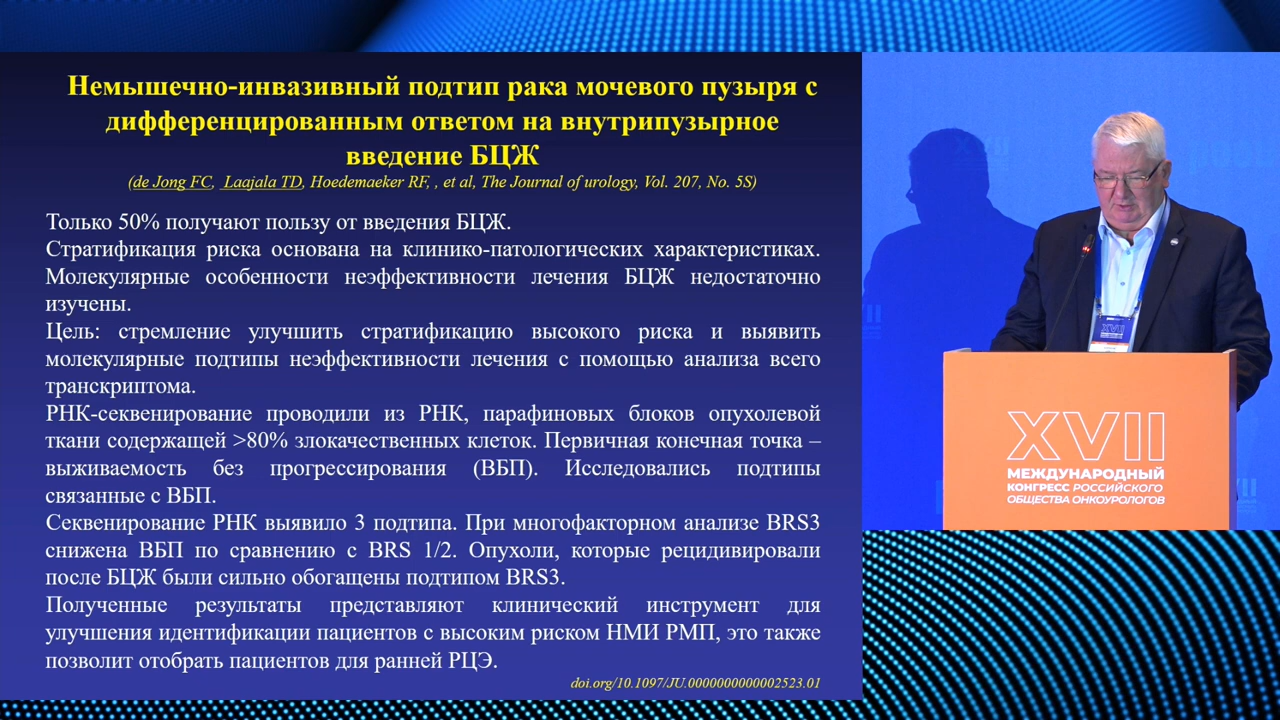 Немышечно-инвазивный подтип рака мочевого пузыря с
дифференцированным ответом на внутрипузырное
введение БЦЖ
(de Jong FC, Laajala TD, Hoedemaeker RF, , et al, The Journal of urology, Vol. 207, No. 5S)
Только 50% получают пользу от введения БЦЖ.
Стратификация риска основана на клинико-патологических характеристиках.
Молекулярные особенности неэффективности лечения БЦЖ недостаточно
изучены.
Цель: стремление улучшить стратификацию высокого риска и выявить
молекулярные подтипы неэффективности лечения с помощью анализа всего
транскриптома.
РНК-секвенирование проводили из РНК, парафиновых блоков опухолевой
ткани содержащей >80% злокачественных клеток. Первичная конечная точка –
выживаемость без прогрессирования (ВБП). Исследовались подтипы
связанные с ВБП.
Секвенирование РНК выявило 3 подтипа. При многофакторном анализе BRS3
снижена ВБП по сравнению с BRS 1/2. Опухоли, которые рецидивировали
после БЦЖ были сильно обогащены подтипом BRS3.
Полученные результаты представляют клинический инструмент для
улучшения идентификации пациентов с высоким риском НМИ РМП, это также
позволит отобрать пациентов для ранней РЦЭ.
doi.org/10.1097/JU.0000000000002523.01
XVII
XVII
МЕЖДУНАРОДНЫЙ
КОНГРЕСС РОССИЙСКОГО
ОБЩЕСТВА ОНКОУРОЛОГОВ